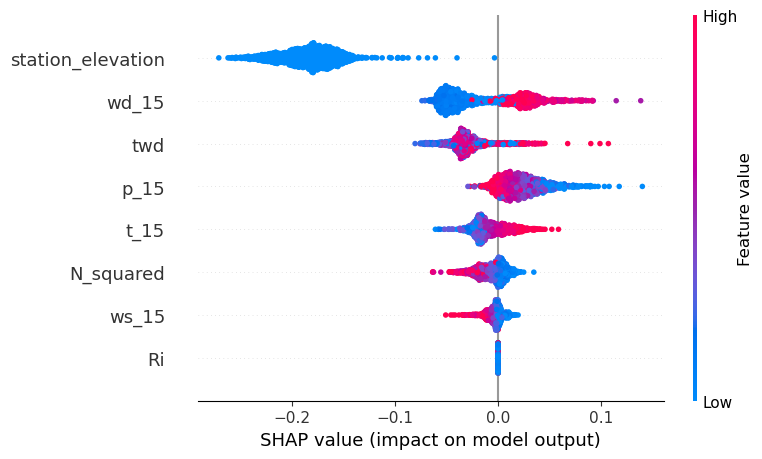 High
station_elevation
wd_15
twd
p_15
t_15
N_squared
ws_15
Ri
Feature value
Low
−0.2 −0.1 0.0 0.1
SHAP value (impact on model output)